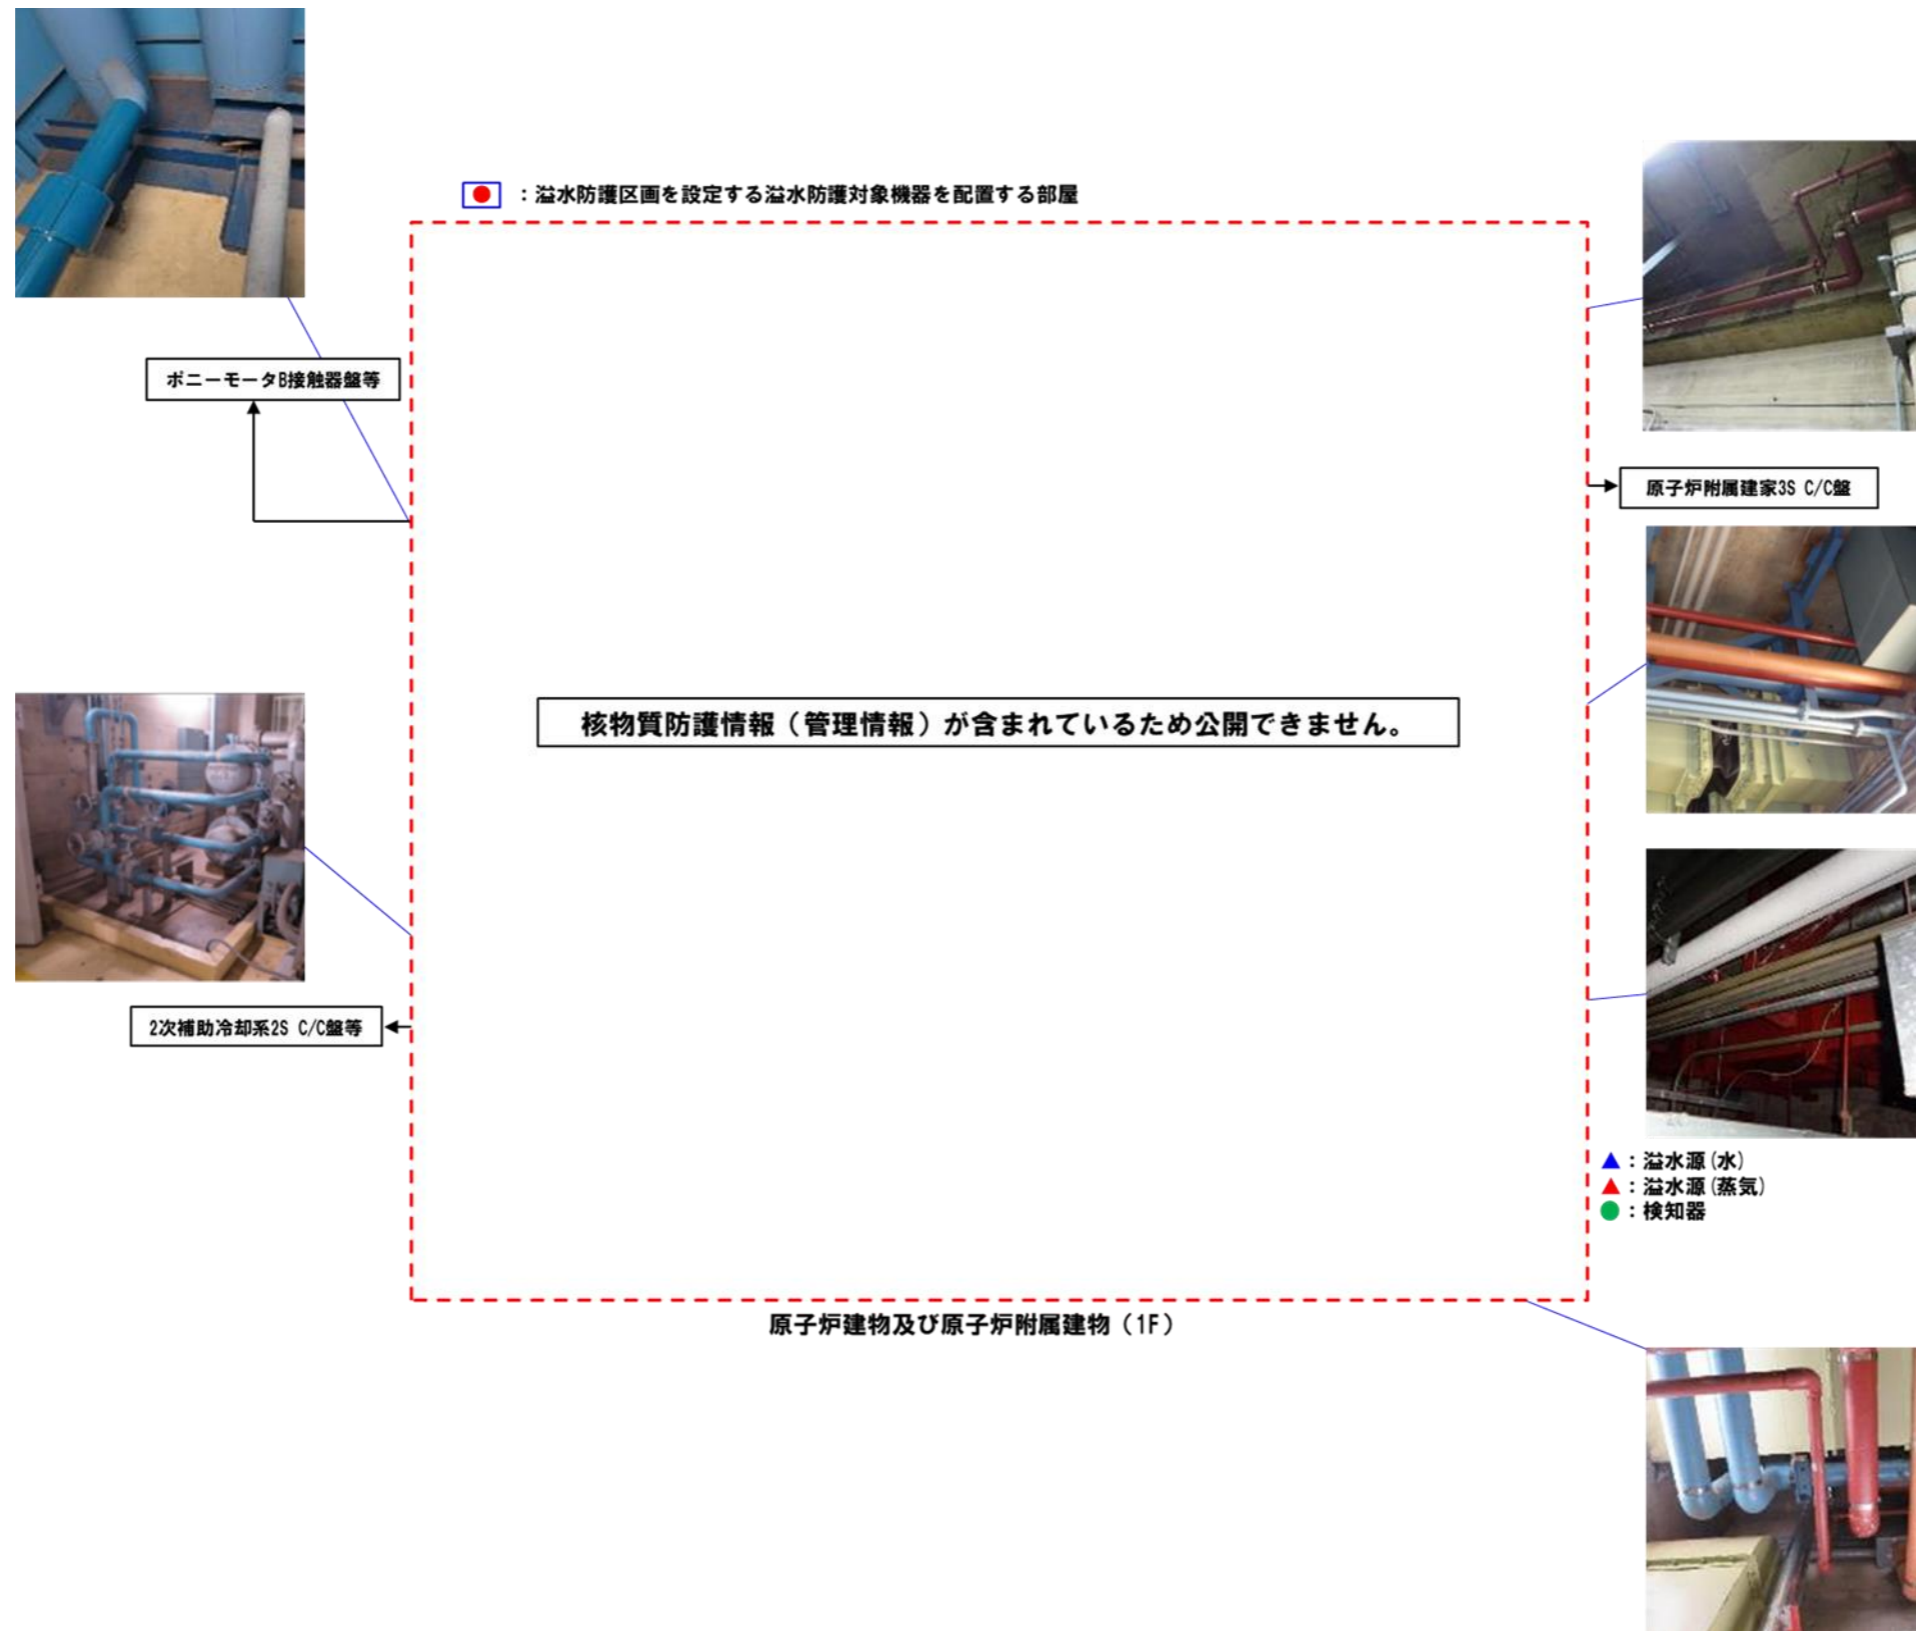 ：溢水防護区画を設定する溢水防護対象機器を配置する部屋
ポニーモータB接触器盤等
原子炉附属建家3S C/C盤
核物質防護情報（管理情報）が含まれているため公開できません。
2次補助冷却系2S C/C盤等
▲：溢水源(水)
▲：溢水源(蒸気)
●：検知器
原子炉建物及び原子炉附属建物（1F）